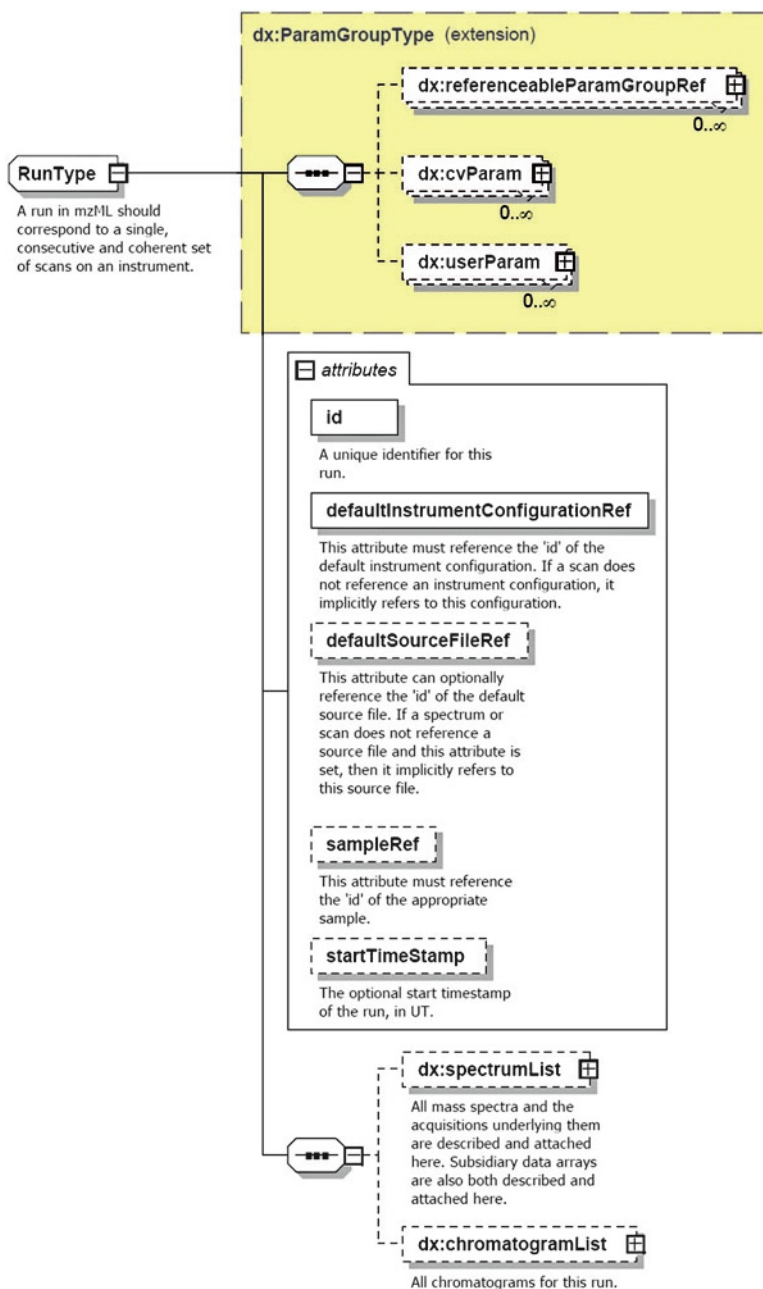 dx:ParamGroupType (extension)
dx:referenceableParamGroupRef
0..∞
RunType
A run in mzML should
correspond to a single,
consecutive and coherent set
of scans on an instrument.
dx:cvParam
0..∞
dx:userParam
0..∞
attributes
id
A unique identifier for this
run.
defaultInstrumentConfigurationRef
This attribute must reference the 'id' of the
default instrument configuration. If a scan does
not reference an instrument configuration, it
implicitly refers to this configuration.
defaultSourceFileRef
This attribute can optionally
reference the 'id' of the default
source file. If a spectrum or
scan does not reference a
source file and this attribute is
set, then it implicitly refers to
this source file.
sampleRef
This attribute must reference
the 'id' of the appropriate
sample.
startTimeStamp
The optional start timestamp
of the run, in UT.
dx:spectrumList
All mass spectra and the
acquisitions underlying them
are described and attached
here. Subsidiary data arrays
are also both described and
attached here.
dx:chromatogramList
All chromatograms for this run.